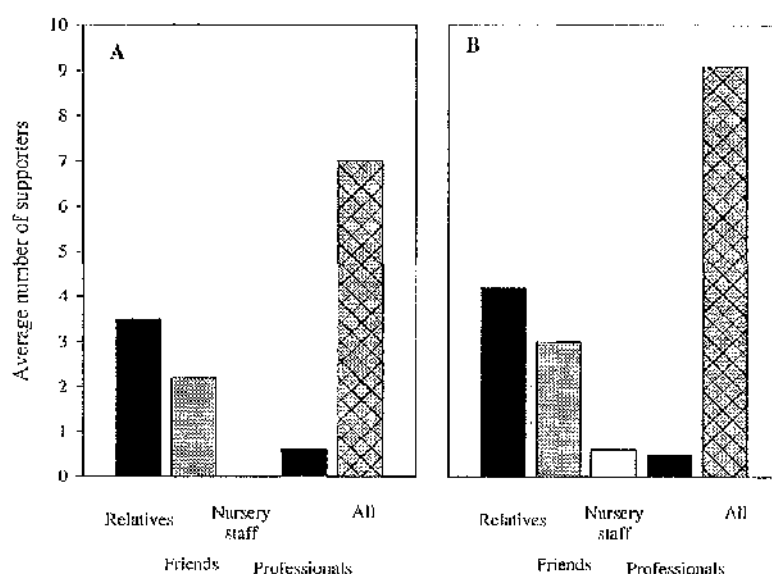 Average number of supporters
10
9
8
7
6
5
4
3
2
1
0
A
Relatives
Friends
Nursery
staff
Professionals
All
B
Relatives
Friends
Nursery
staff
Professionals
All